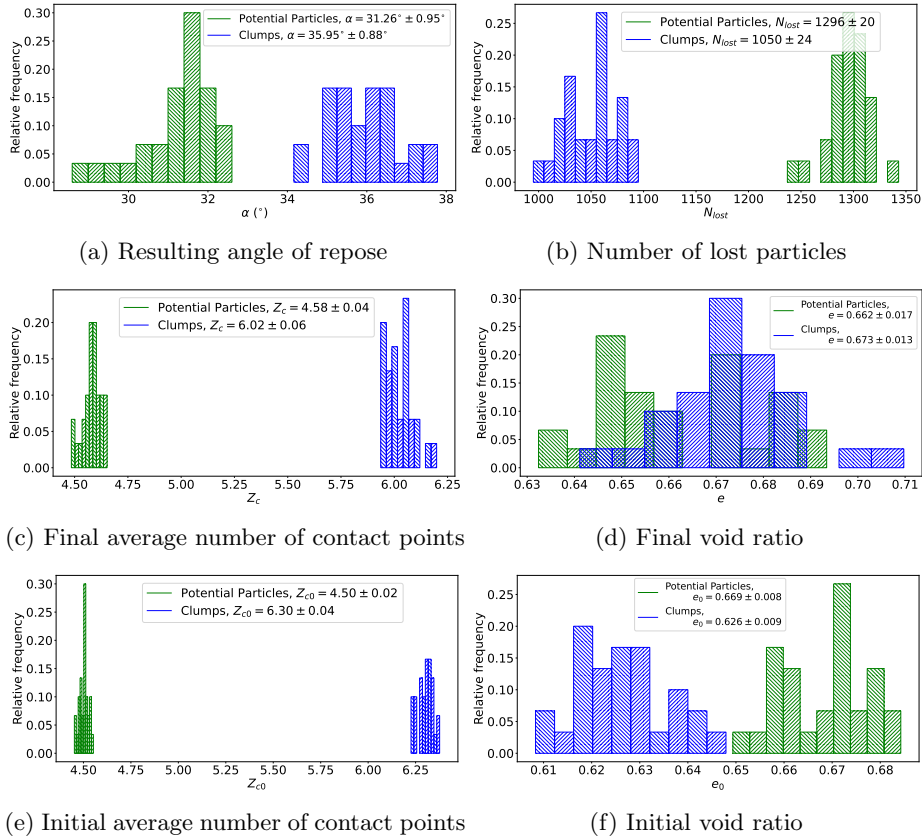 Potential Particles, α = 31.26° ± 0.95°
Clumps, α = 35.95° ± 0.88°
Relative frequency
0.30
0.25
0.20
0.15
0.10
0.05
0.00
30
32
34
36
38
α (°)
(a) Resulting angle of repose
Potential Particles, N_lost = 1296 ± 20
Clumps, N_lost = 1050 ± 24
Relative frequency
0.25
0.20
0.15
0.10
0.05
0.00
1000
1050
1100
1150
1200
1250
1300
1350
N_lost
(b) Number of lost particles
Potential Particles, Z_c = 4.58 ± 0.04
Clumps, Z_c = 6.02 ± 0.06
Relative frequency
0.20
0.15
0.10
0.05
0.00
4.50
4.75
5.00
5.25
5.50
5.75
6.00
6.25
Z_c
(c) Final average number of contact points
Potential Particles,
e = 0.662 ± 0.017
Clumps,
e = 0.673 ± 0.013
Relative frequency
0.30
0.25
0.20
0.15
0.10
0.05
0.00
0.63
0.64
0.65
0.66
0.67
0.68
0.69
0.70
0.71
e
(d) Final void ratio
Potential Particles, Z_c0 = 4.50 ± 0.02
Clumps, Z_c0 = 6.30 ± 0.04
Relative frequency
0.30
0.25
0.20
0.15
0.10
0.05
0.00
4.50
4.75
5.00
5.25
5.50
5.75
6.00
6.25
Z_c0
(e) Initial average number of contact points
Potential Particles,
e_0 = 0.669 ± 0.008
Clumps,
e_0 = 0.626 ± 0.009
Relative frequency
0.25
0.20
0.15
0.10
0.05
0.00
0.61
0.62
0.63
0.64
0.65
0.66
0.67
0.68
e_0
(f) Initial void ratio